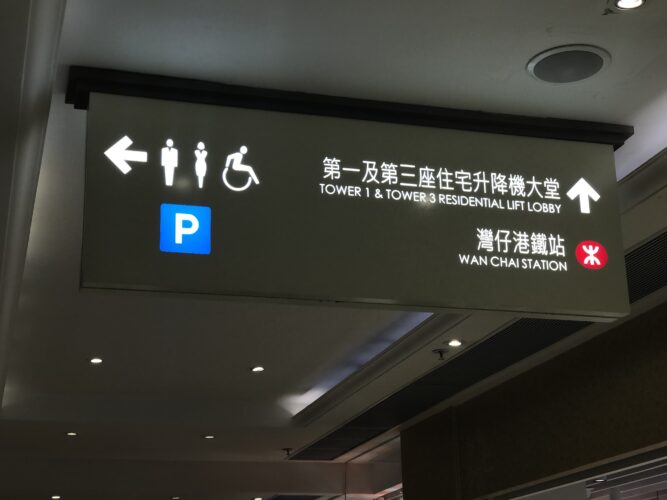 P
第一及第三座住宅升降機大堂
TOWER 1 & TOWER 3 RESIDENTIAL LIFT LOBBY
灣仔港鐵站
WAN CHAI STATION